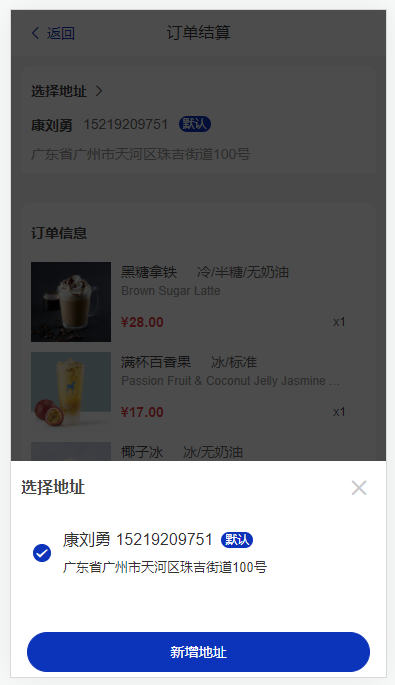 返回
订单结算
选择地址
康刘勇 15219209751 默认
广东省广州市天河区珠吉街道100号
订单信息
黑糖拿铁 冷/半糖/无奶油
Brown Sugar Latte
¥28.00 x1
满杯百香果 冰/标准
Passion Fruit & Coconut Jelly Jasmine ...
¥17.00 x1
椰子冰 冰/无奶油
选择地址
康刘勇 15219209751 默认
广东省广州市天河区珠吉街道100号
新增地址